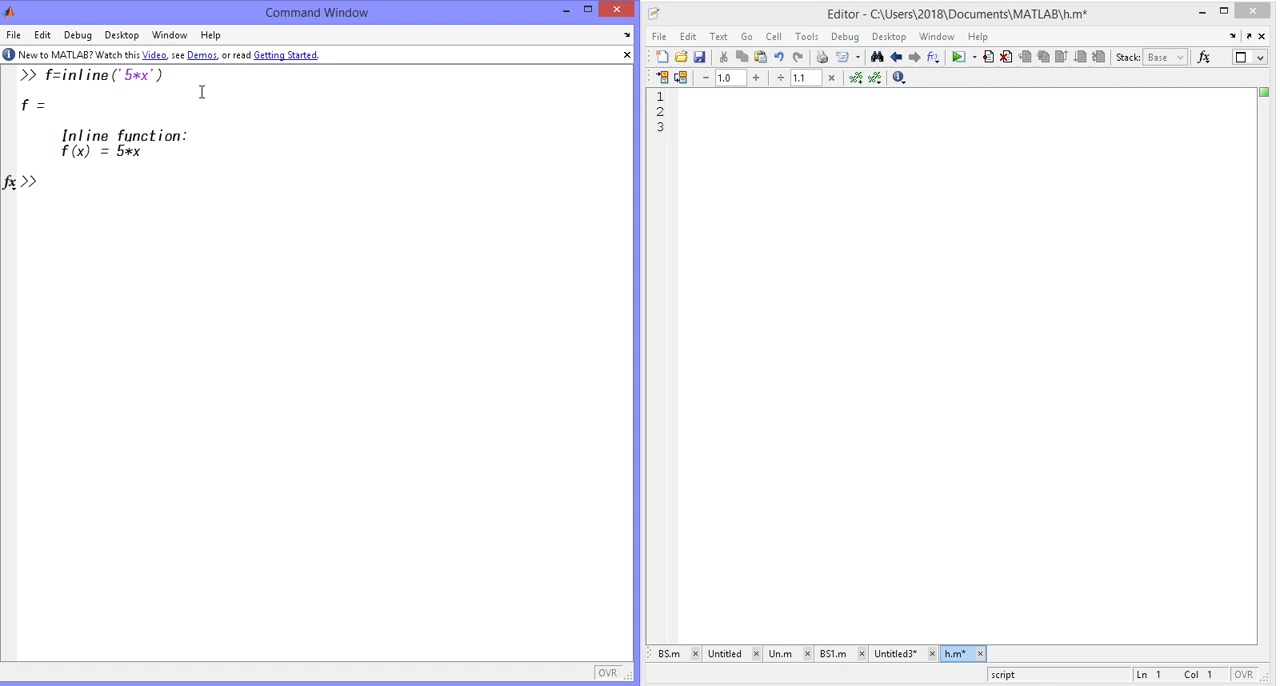 Command Window
File Edit Debug Desktop Window Help
New to MATLAB? Watch this Video, see Demos, or read Getting Started.
>> f=inline('5*x')
f =
Inline function:
f(x) = 5*x
fx >>
OVR
Editor - C:\Users\2018\Documents\MATLAB\h.m*
File Edit Text Go Cell Tools Debug Desktop Window Help
Stack: Base fx
− 1.0 + ÷ 1.1 ×
1
2
3
BS.m × Untitled × Un.m × BS1.m × Untitled3* × h.m* ×
script Ln 1 Col 1 OVR